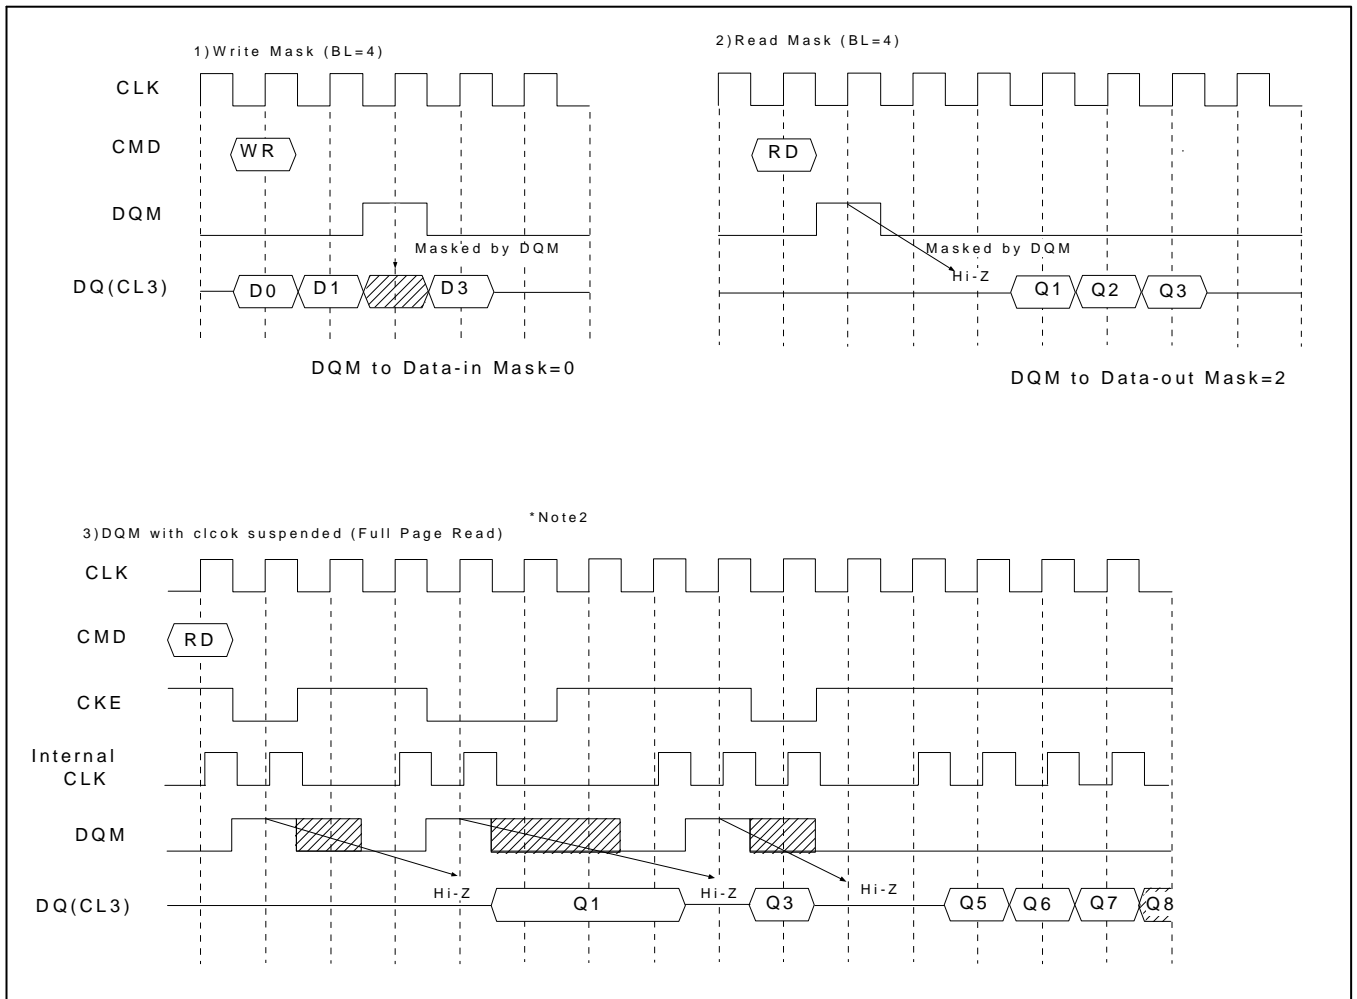 1)Write Mask (BL=4)
2)Read Mask (BL=4)
CLK
CMD
WR
RD
DQM
Masked by DQM
Masked by DQM
Hi-Z
DQ(CL3)
D0
D1
D3
Q1
Q2
Q3
DQM to Data-in Mask=0
DQM to Data-out Mask=2
*Note2
3)DQM with clcok suspended (Full Page Read)
CLK
CMD
RD
CKE
Internal
CLK
DQM
Hi-Z
Hi-Z
Hi-Z
DQ(CL3)
Q1
Q3
Q5
Q6
Q7
Q8